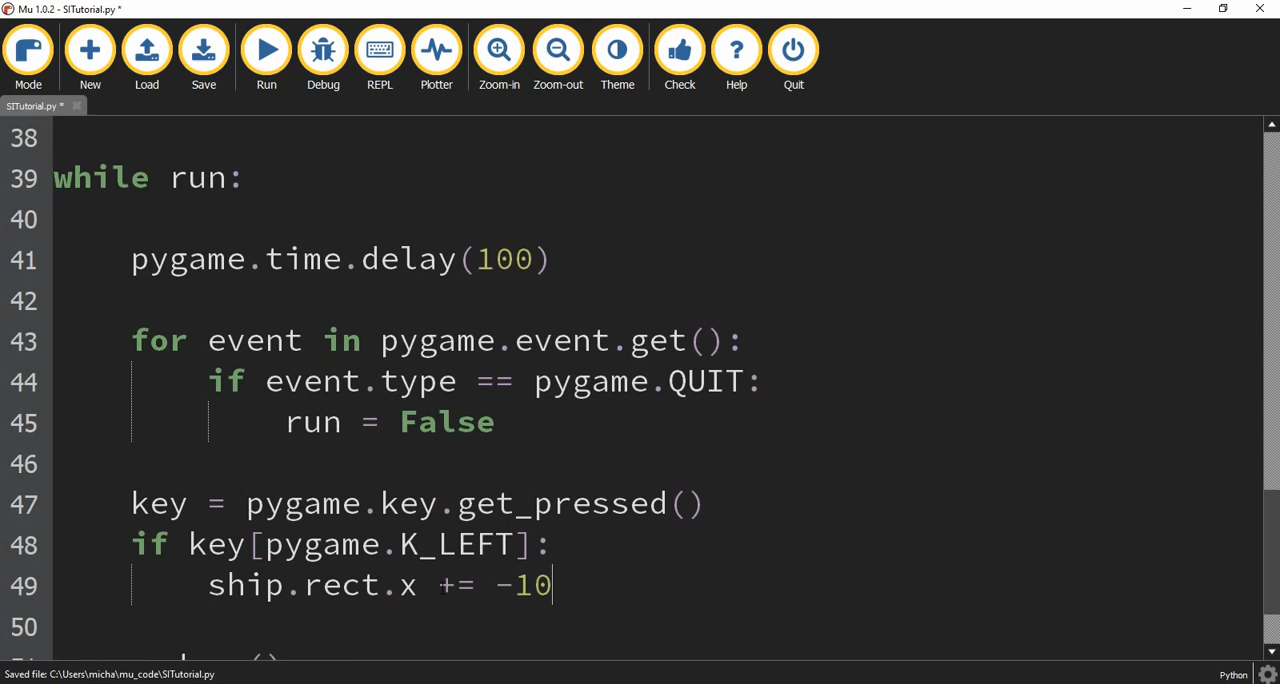 Mu 1.0.2 - SITutorial.py *
Mode New Load Save Run Debug REPL Plotter Zoom-in Zoom-out Theme Check Help Quit
SITutorial.py *
38
39 while run:
40
41 pygame.time.delay(100)
42
43 for event in pygame.event.get():
44 if event.type == pygame.QUIT:
45 run = False
46
47 key = pygame.key.get_pressed()
48 if key[pygame.K_LEFT]:
49 ship.rect.x += -10
50
Saved file: C:\Users\micha\mu_code\SITutorial.py Python